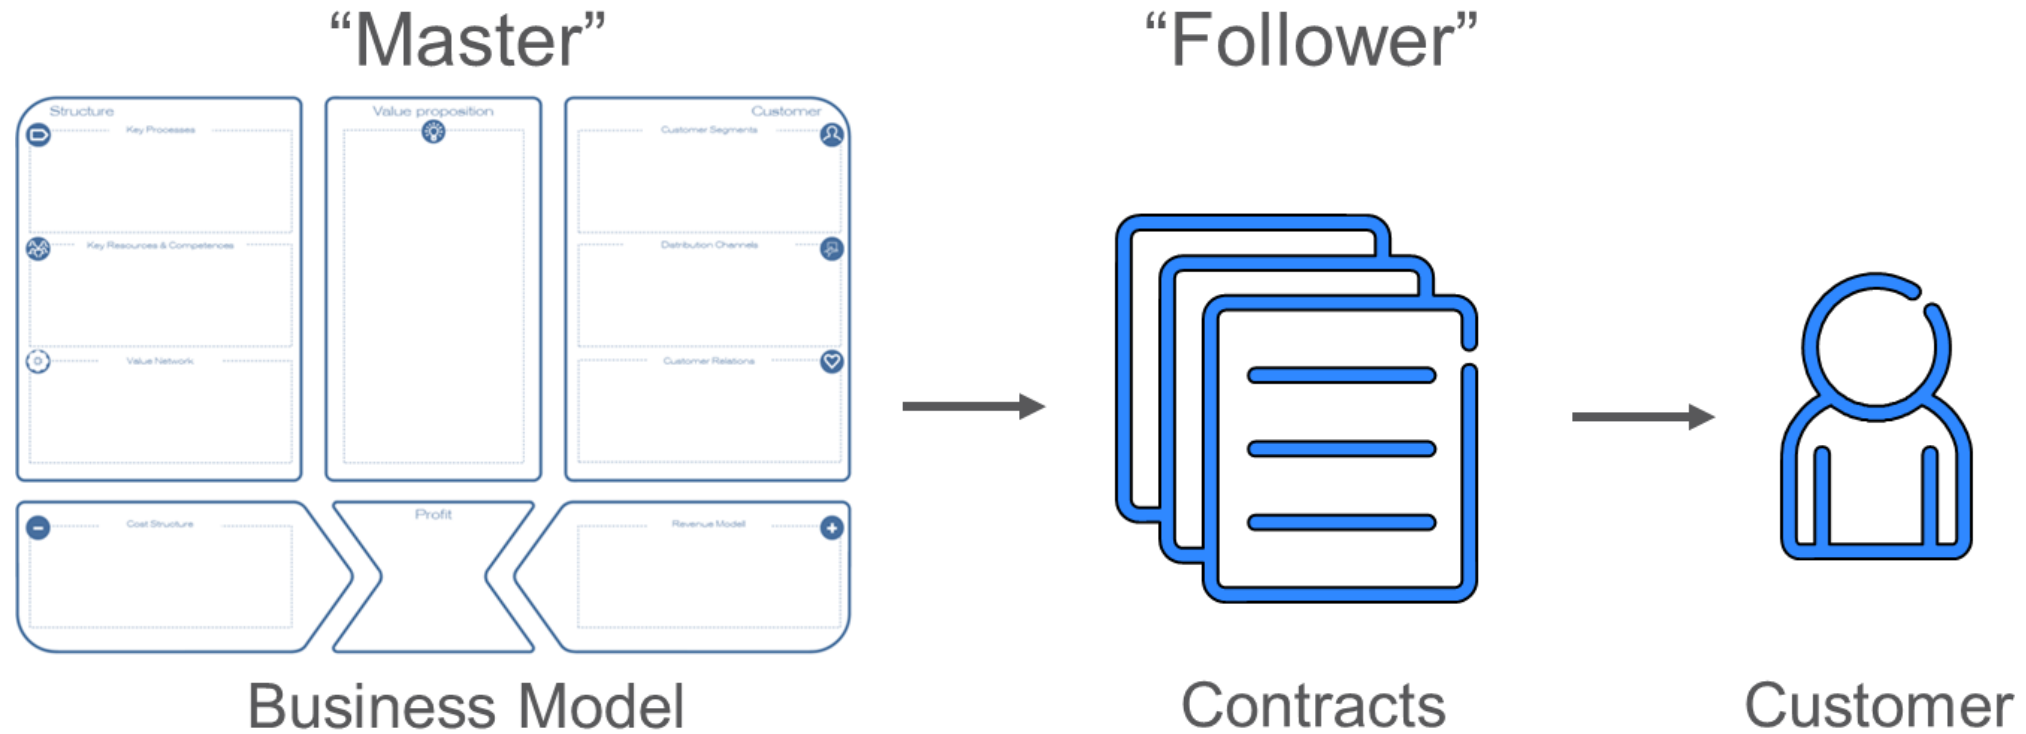 “Master”
“Follower”
Structure
Key Processes
Key Resources & Competences
Value Network
Value proposition
Customer
Customer Segments
Distribution Channels
Customer Relations
Cost Structure
Profit
Revenue Modell
Business Model
Contracts
Customer